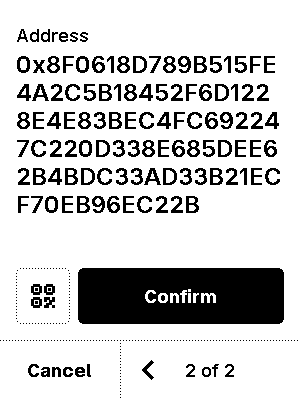 Address
0x8F0618D789B515FE
4A2C5B18452F6D122
8E4E83BEC4FC69224
7C220D338E685DEE6
2B4BDC33AD33B21EC
F70EB96EC22B
Confirm
Cancel
2 of 2